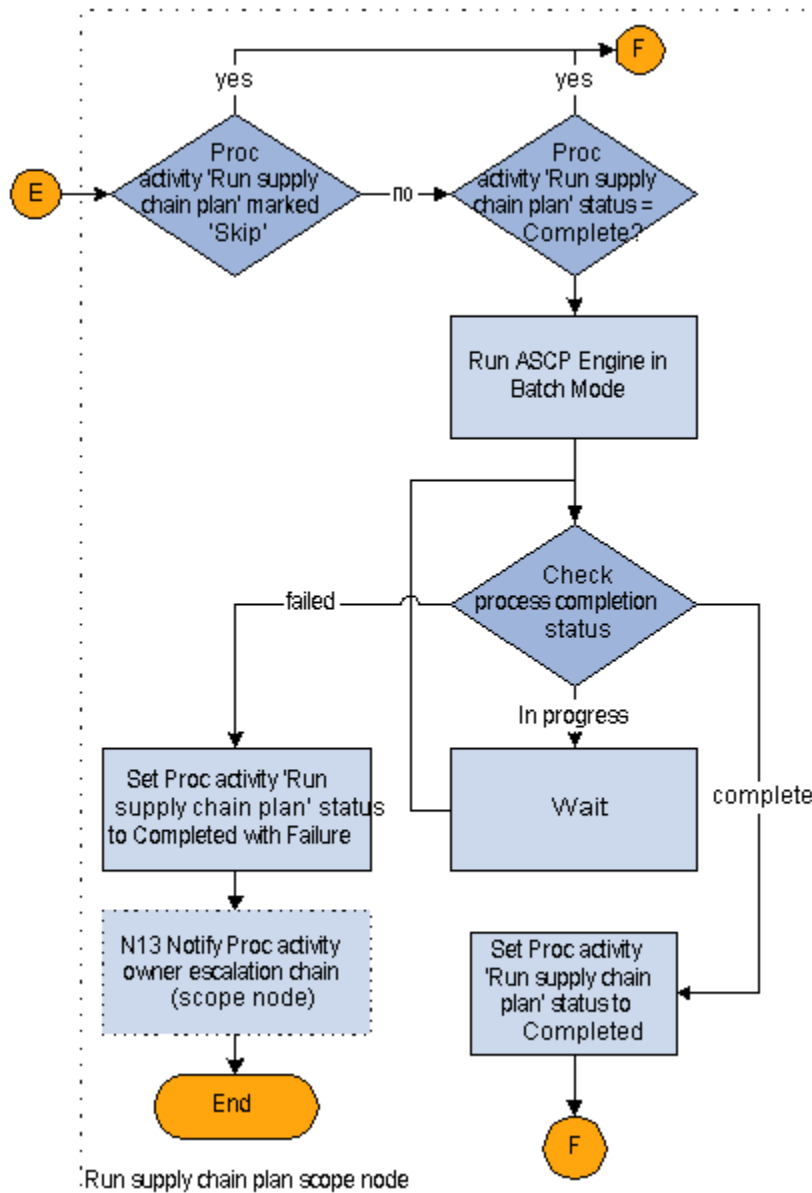 F
yes
yes
E
Proc
activity 'Run supply
chain plan' marked
'Skip'
no
Proc
activity 'Run supply
chain plan' status =
Complete?
Run ASCP Engine in
Batch Mode
Check
process completion
status
failed
In progress
complete
Set Proc activity 'Run
supply chain plan' status
to Completed with Failure
Wait
N13 Notify Proc activity
owner escalation chain
(scope node)
Set Proc activity
'Run supply chain
plan' status to
Completed
End
F
Run supply chain plan scope node